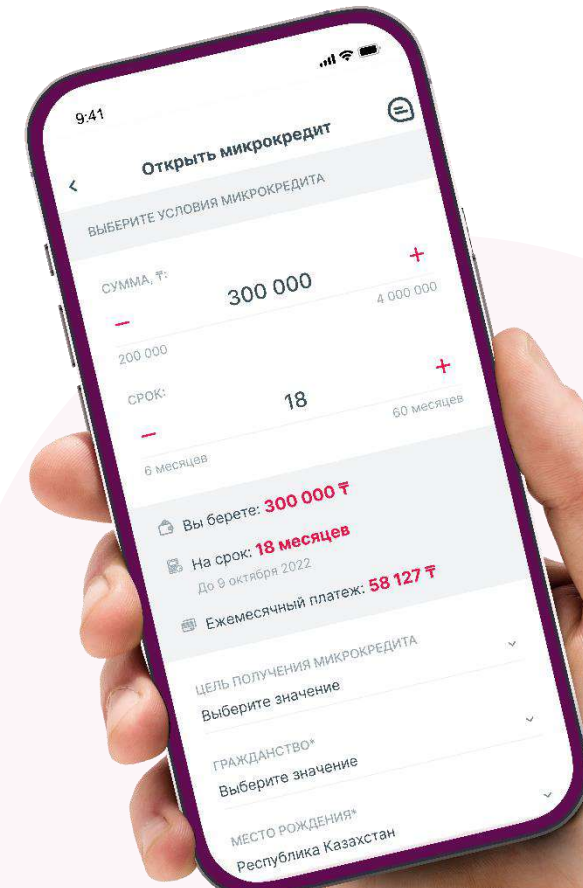 9:41
Открыть микрокредит
ВЫБЕРИТЕ УСЛОВИЯ МИКРОКРЕДИТА
СУММА, ₸:
− 300 000 +
200 000 4 000 000
СРОК:
− 18 +
6 месяцев 60 месяцев
Вы берете: 300 000 ₸
На срок: 18 месяцев
До 9 октября 2022
Ежемесячный платеж: 58 127 ₸
ЦЕЛЬ ПОЛУЧЕНИЯ МИКРОКРЕДИТА
Выберите значение
ГРАЖДАНСТВО*
Выберите значение
МЕСТО РОЖДЕНИЯ*
Республика Казахстан